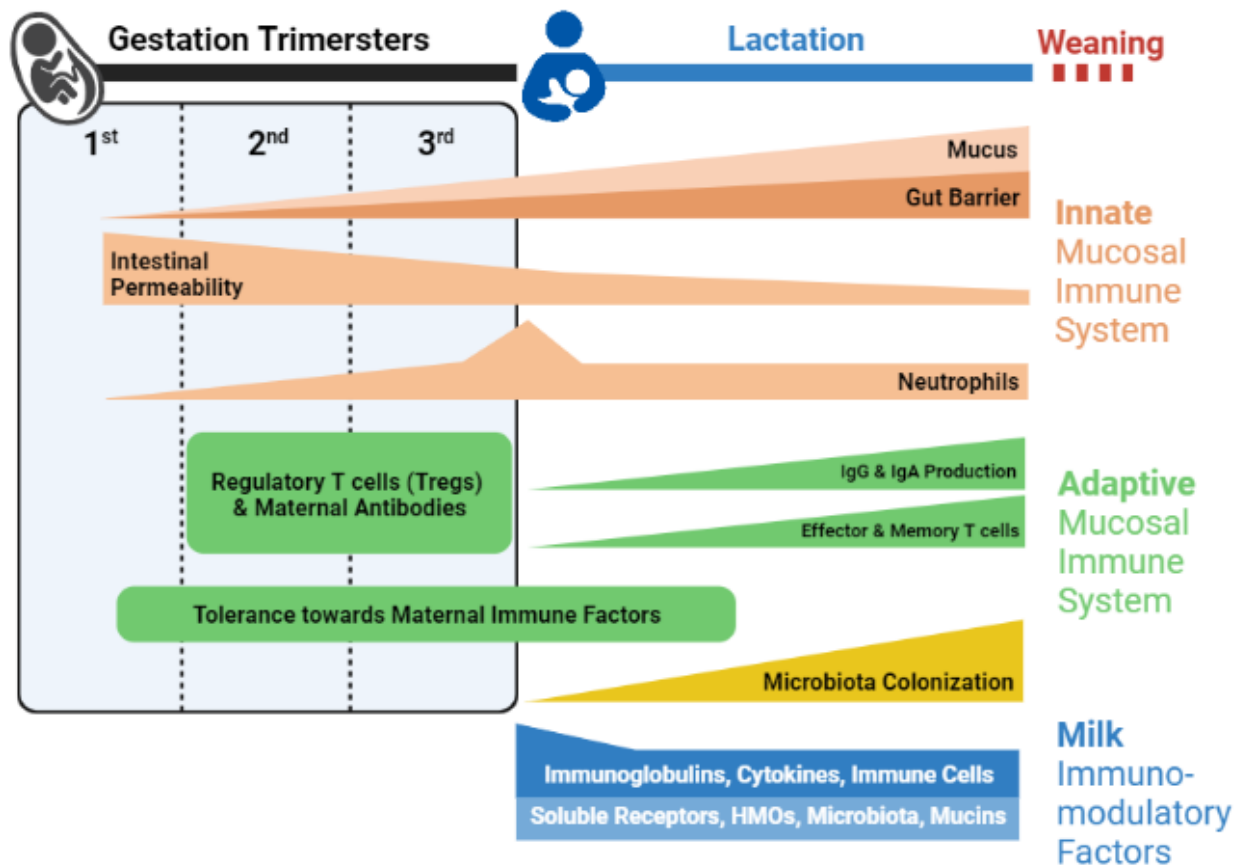 Gestation Trimersters
Lactation
Weaning
1st
2nd
3rd
Mucus
Gut Barrier
Innate
Mucosal
Immune
System
Intestinal
Permeability
Neutrophils
Regulatory T cells (Tregs)
& Maternal Antibodies
IgG & IgA Production
Effector & Memory T cells
Adaptive
Mucosal
Immune
System
Tolerance towards Maternal Immune Factors
Microbiota Colonization
Immunoglobulins, Cytokines, Immune Cells
Soluble Receptors, HMOs, Microbiota, Mucins
Milk
Immuno-
modulatory
Factors